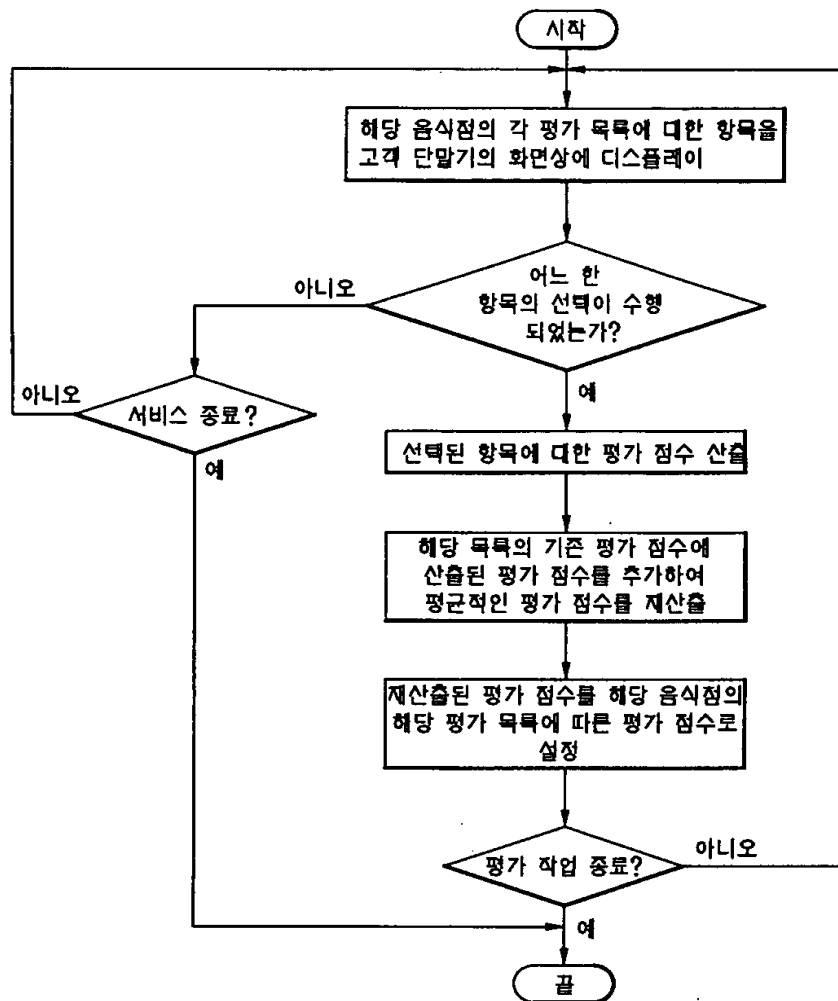 시작
해당 음식점의 각 평가 목록에 대한 항목을
고객 단말기의 화면상에 디스플레이
어느 한
항목의 선택이 수행
되었는가?
아니오
예
서비스 종료?
아니오
예
선택된 항목에 대한 평가 점수 산출
해당 목록의 기존 평가 점수에
산출된 평가 점수를 추가하여
평균적인 평가 점수를 재산출
재산출된 평가 점수를 해당 음식점의
해당 평가 목록에 따른 평가 점수로
설정
평가 작업 종료?
아니오
예
끝